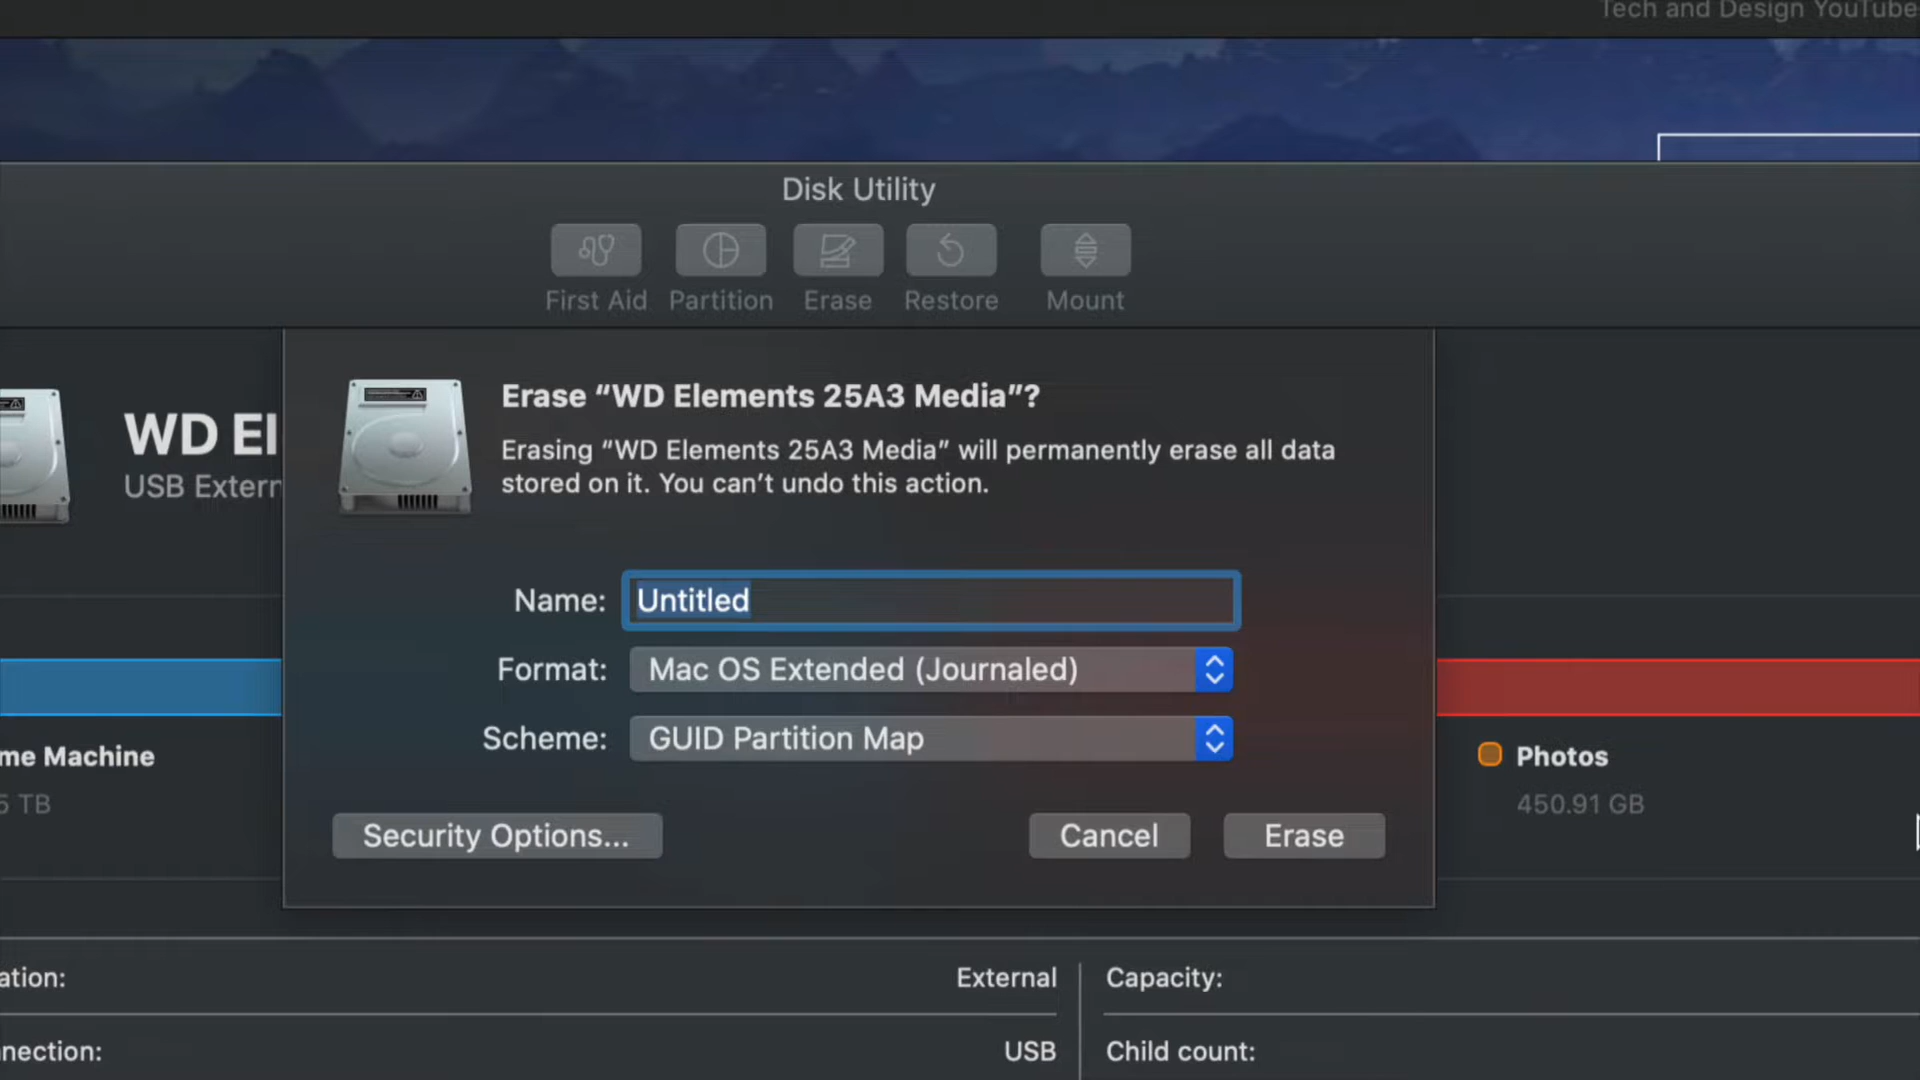 Tech and Design YouTube
Disk Utility
First Aid Partition Erase Restore Mount
WD El
USB Extern
Erase “WD Elements 25A3 Media”?
Erasing “WD Elements 25A3 Media” will permanently erase all data
stored on it. You can’t undo this action.
Name: Untitled
Format: Mac OS Extended (Journaled)
Scheme: GUID Partition Map
me Machine
5 TB
Photos
450.91 GB
Security Options...
Cancel
Erase
ation: External
Capacity:
nection: USB
Child count: